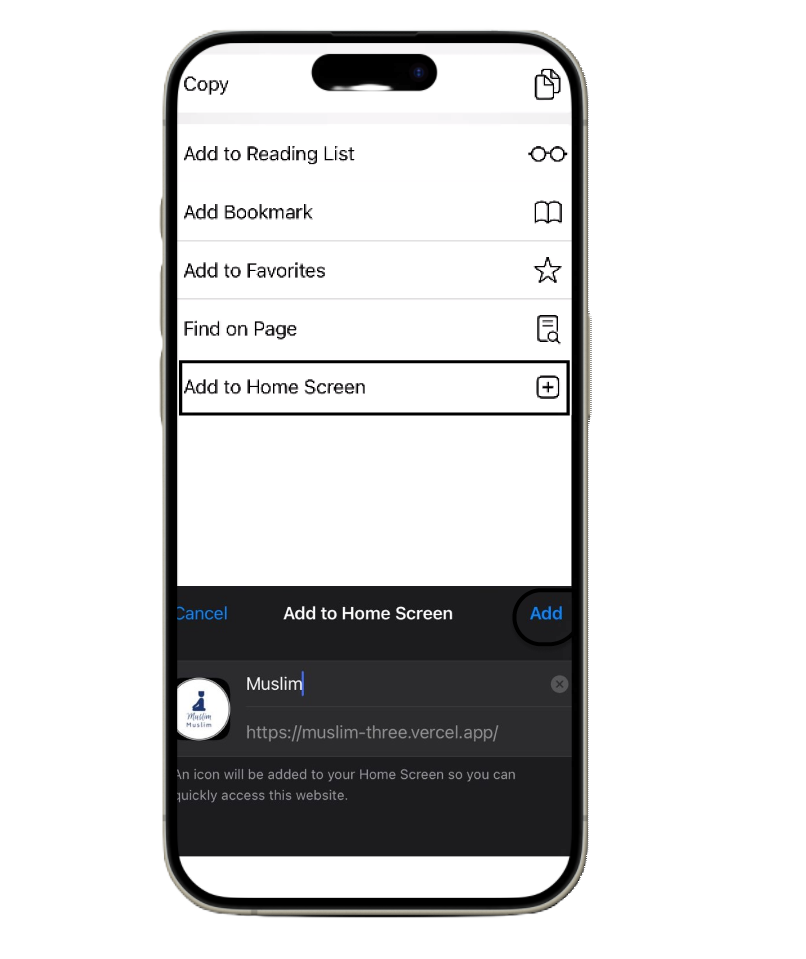 Copy
Add to Reading List
Add Bookmark
Add to Favorites
Find on Page
Add to Home Screen
Cancel Add to Home Screen Add
Muslim
Muslim
Muslim
https://muslim-three.vercel.app/
An icon will be added to your Home Screen so you can
quickly access this website.